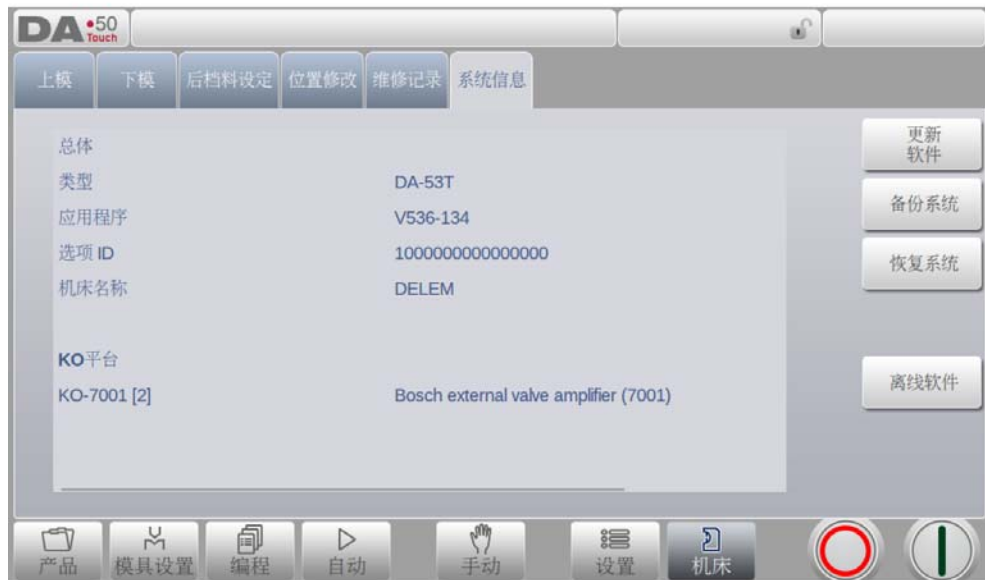 DA•50
Touch
上模 下模 后档料设定 位置修改 维修记录 系统信息
总体
类型 DA-53T
应用程序 V536-134
选项 ID 1000000000000000
机床名称 DELEM
KO平台
KO-7001 [2] Bosch external valve amplifier (7001)
更新
软件
备份系统
恢复系统
离线软件
产品 模具设置 编程 自动 手动 设置 机床